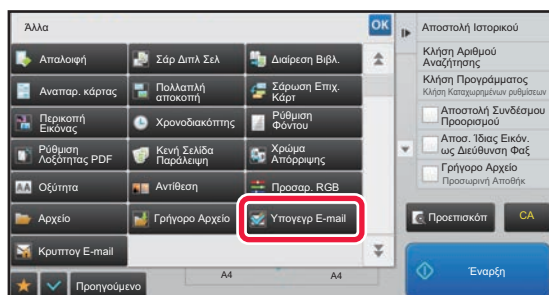 Άλλα
OK
Απαλοιφή
Σάρ Διπλ Σελ
Διαίρεση Βιβλ.
Αναπαρ. κάρτας
Πολλαπλή
αποκοπή
Σάρωση Επιχ.
Κάρτ
Περικοπή
Εικόνας
Χρονοδιακόπτης
Ρύθμιση
Φόντου
Ρύθμιση
Λοξότητας PDF
Κενή Σελίδα
Παράλειψη
Χρώμα
Απόρριψης
Οξύτητα
Αντίθεση
Προσαρ. RGB
Αρχείο
Γρήγορο Αρχείο
Υπογεγρ E-mail
Κρυπτογ E-mail
Προηγούμενο
A4
A4
Αποστολή Ιστορικού
Κλήση Αριθμού
Αναζήτησης
Κλήση Προγράμματος
Κλήση Καταχωρημένων ρυθμίσεων
Αποστολή Συνδέσμου
Προορισμού
Αποσ. Ίδιας Εικόν.
ως Διεύθυνση Φαξ
Γρήγορο Αρχείο
Προσωρινή Αποθήκ
Προεπισκόπ
CA
Έναρξη